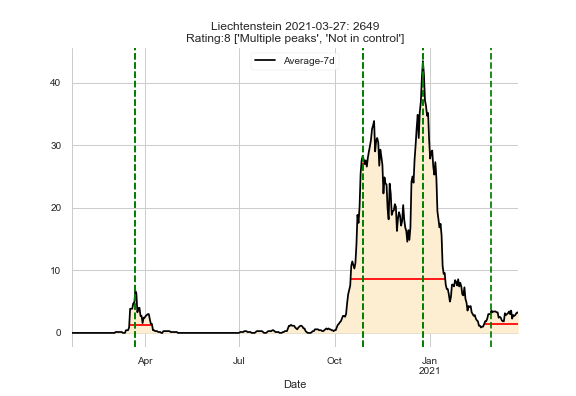 Liechtenstein 2021-03-27: 2649
Rating:8 ['Multiple peaks', 'Not in control']
Average-7d
40
30
20
10
0
Apr
Jul
Oct
Jan
2021
Date